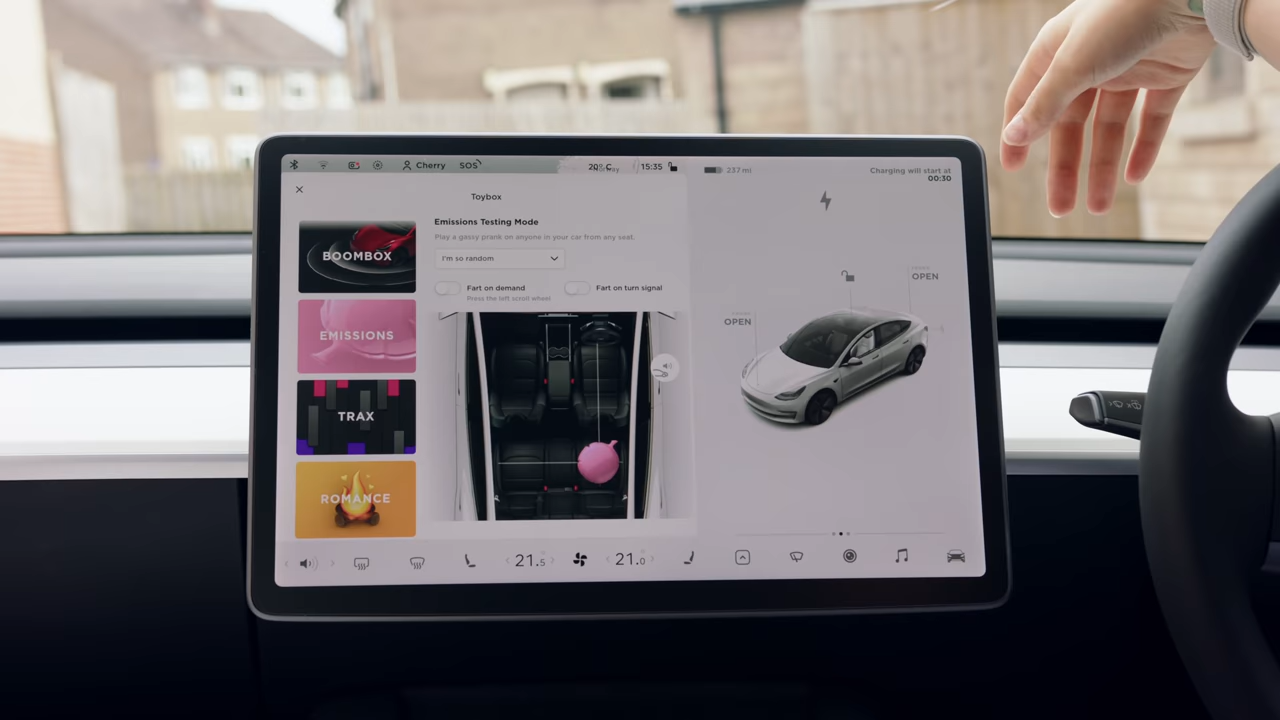 Cherry SOS 20°C 15:35 237 mi
Charging will start at
00:30
Toybox
Emissions Testing Mode
Play a gassy prank on anyone in your car from any seat.
I'm so random
Fart on demand
Press the left scroll wheel
Fart on turn signal
BOOMBOX
EMISSIONS
TRAX
ROMANCE
OPEN
OPEN
21.5
21.0